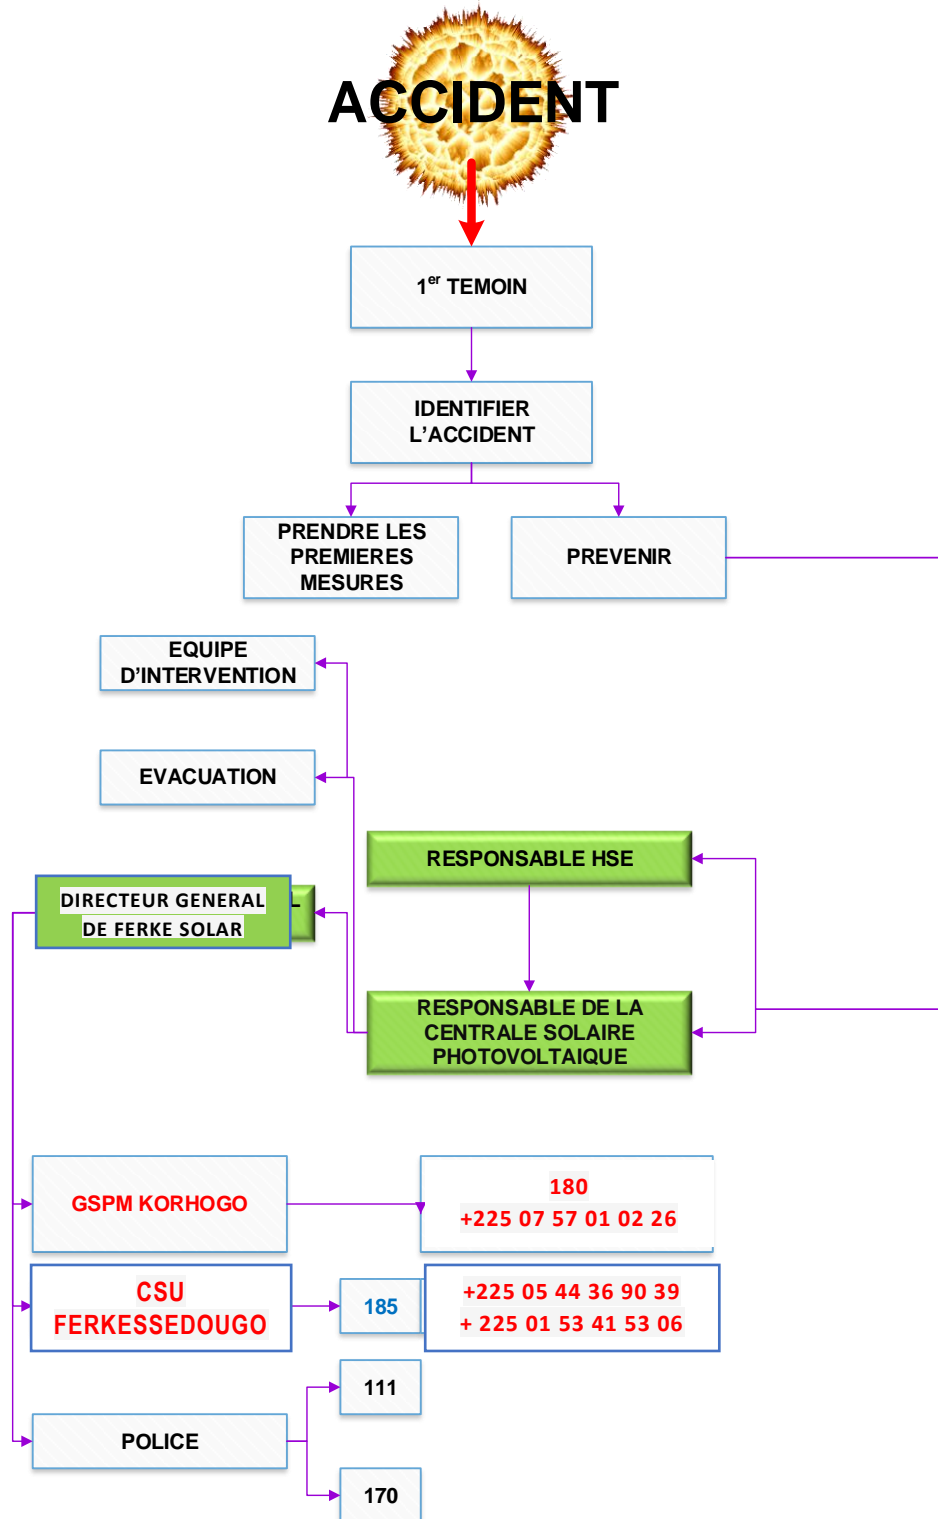 ACCIDENT
1er TEMOIN
IDENTIFIER
L'ACCIDENT
PRENDRE LES
PREMIERES
MESURES
PREVENIR
EQUIPE
D'INTERVENTION
EVACUATION
RESPONSABLE HSE
DIRECTEUR GENERAL
DE FERKE SOLAR
RESPONSABLE DE LA
CENTRALE SOLAIRE
PHOTOVOLTAIQUE
GSPM KORHOGO
180
+225 07 57 01 02 26
CSU
FERKESSEDOUGO
185
+225 05 44 36 90 39
+ 225 01 53 41 53 06
111
POLICE
170